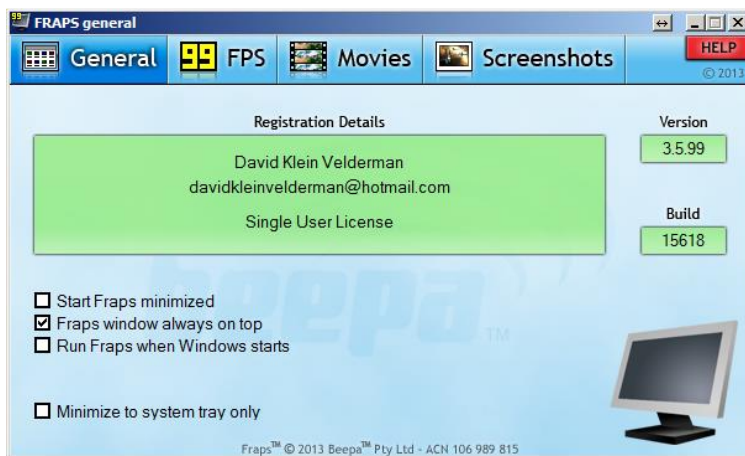 99
FRAPS general
General
99
FPS
Movies
Screenshots
HELP
© 2013
Registration Details
Version
David Klein Velderman
3.5.99
davidkleinvelderman@hotmail.com
Single User License
Build
15618
beepa
TM
Start Fraps minimized
Fraps window always on top
Run Fraps when Windows starts
Minimize to system tray only
Fraps™ © 2013 Beepa™ Pty Ltd - ACN 106 989 815